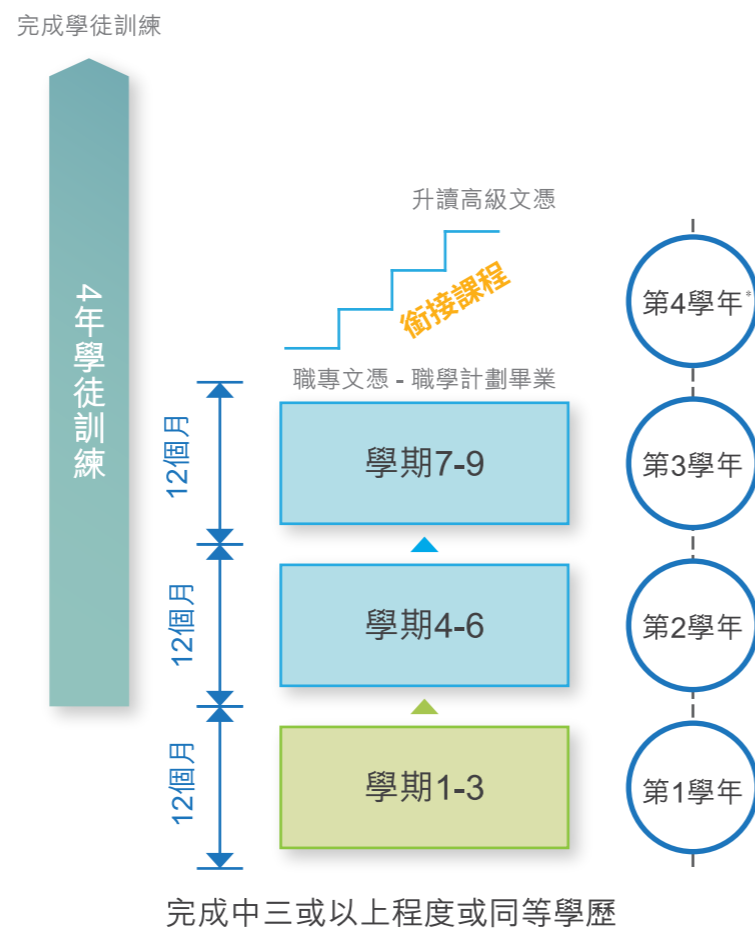 完成學徒訓練
4年學徒訓練
升讀高級文憑
銜接課程
第4學年*
職專文憑 - 職學計劃畢業
12個月
學期7-9
第3學年
12個月
學期4-6
第2學年
12個月
學期1-3
第1學年
完成中三或以上程度或同等學歷